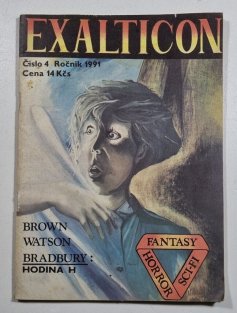 EXALTICON
Číslo 4 Ročník 1991
Cena 14 Kčs
BROWN
WATSON
BRADBURY:
HODINA H
FANTASY
HORROR
SCI-FI